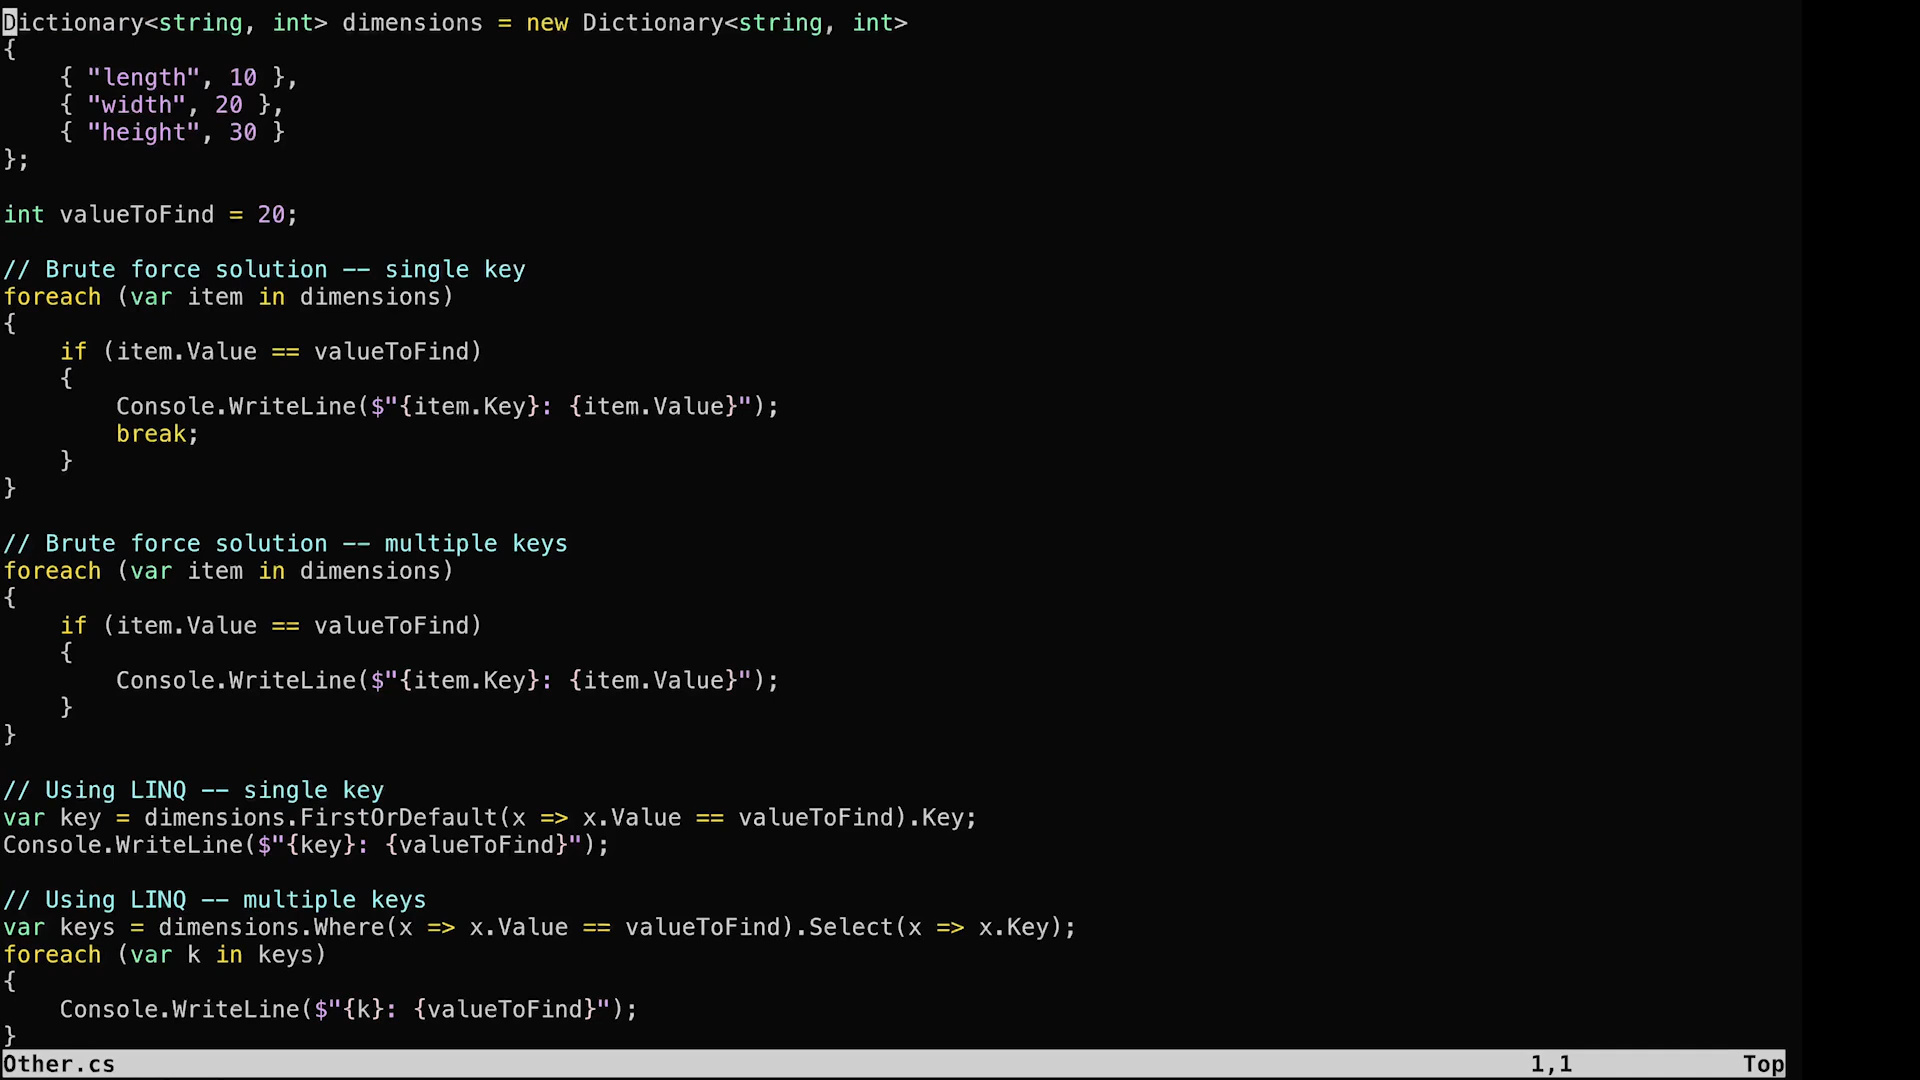 Dictionary<string, int> dimensions = new Dictionary<string, int>
{
    { "length", 10 },
    { "width", 20 },
    { "height", 30 }
};

int valueToFind = 20;

// Brute force solution -- single key
foreach (var item in dimensions)
{
    if (item.Value == valueToFind)
    {
        Console.WriteLine($"{item.Key}: {item.Value}");
        break;
    }
}

// Brute force solution -- multiple keys
foreach (var item in dimensions)
{
    if (item.Value == valueToFind)
    {
        Console.WriteLine($"{item.Key}: {item.Value}");
    }
}

// Using LINQ -- single key
var key = dimensions.FirstOrDefault(x => x.Value == valueToFind).Key;
Console.WriteLine($"{key}: {valueToFind}");

// Using LINQ -- multiple keys
var keys = dimensions.Where(x => x.Value == valueToFind).Select(x => x.Key);
foreach (var k in keys)
{
    Console.WriteLine($"{k}: {valueToFind}");
}
Other.cs 1,1 Top